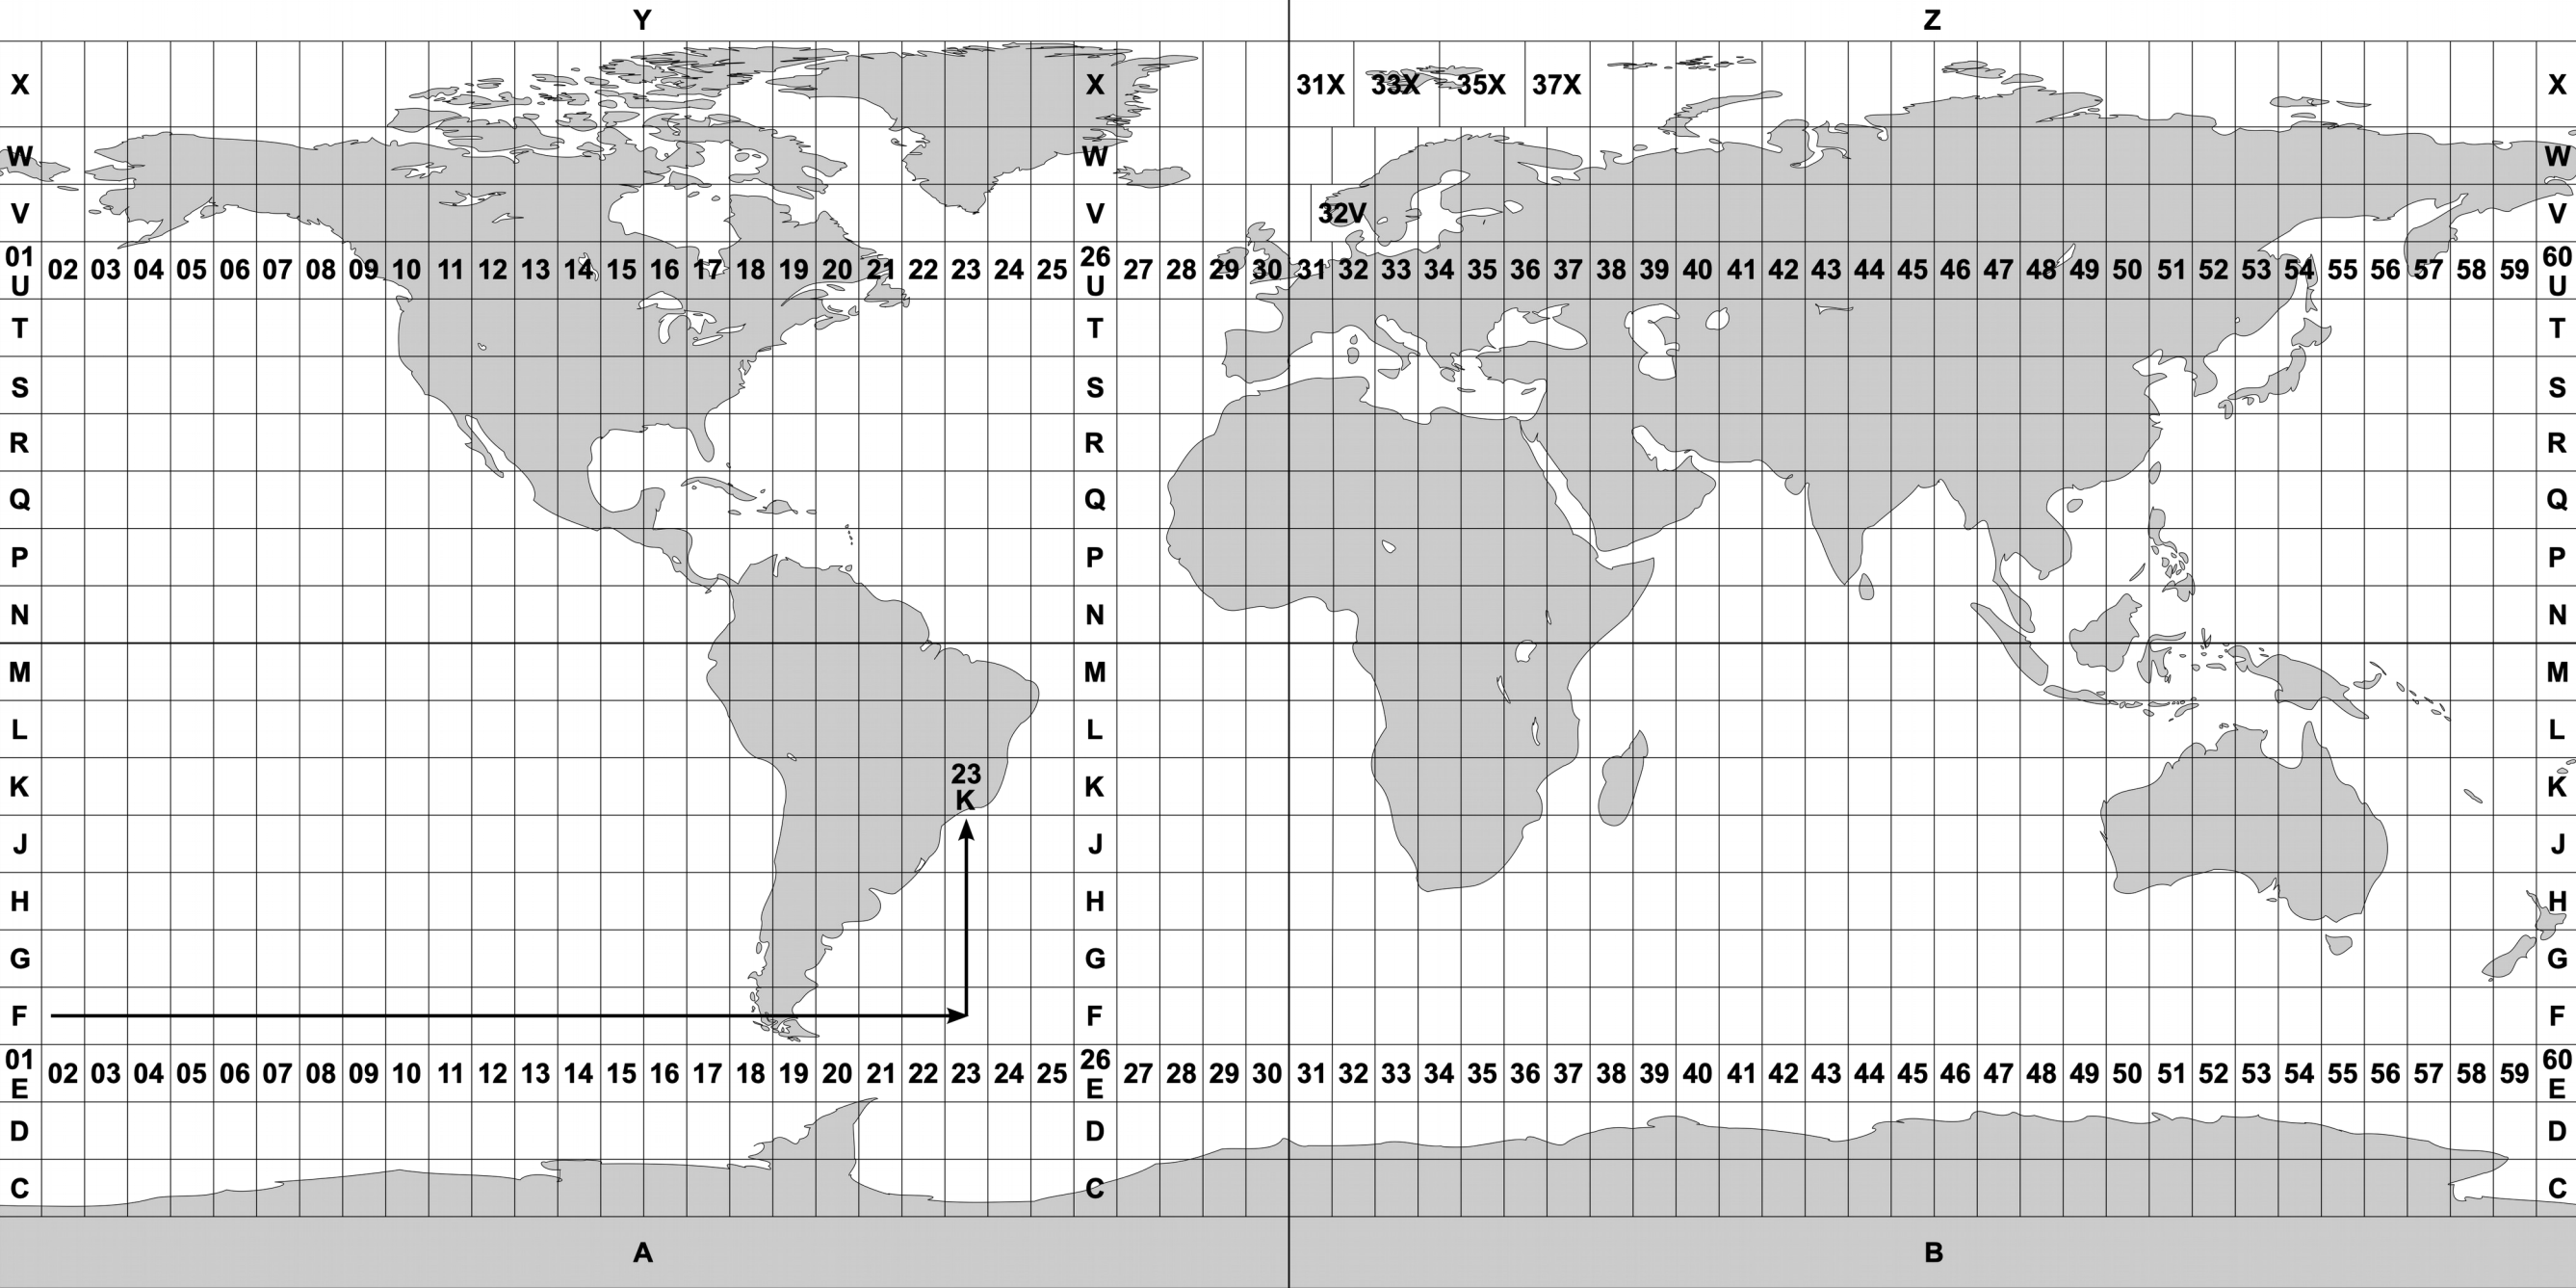 Y Z
X X 31X 33X 35X 37X X
W W W
V V 32V V
01 26 60
02 03 04 05 06 07 08 09 10 11 12 13 14 15 16 17 18 19 20 21 22 23 24 25 27 28 29 30 31 32 33 34 35 36 37 38 39 40 41 42 43 44 45 46 47 48 49 50 51 52 53 54 55 56 57 58 59
U U U
T T T
S S S
R R R
Q Q Q
P P P
N N N
M M M
L L L
23
K K K K
J J J
H H H
G G G
F F F
01 26 60
02 03 04 05 06 07 08 09 10 11 12 13 14 15 16 17 18 19 20 21 22 23 24 25 27 28 29 30 31 32 33 34 35 36 37 38 39 40 41 42 43 44 45 46 47 48 49 50 51 52 53 54 55 56 57 58 59
E E E
D D D
C C C
A B